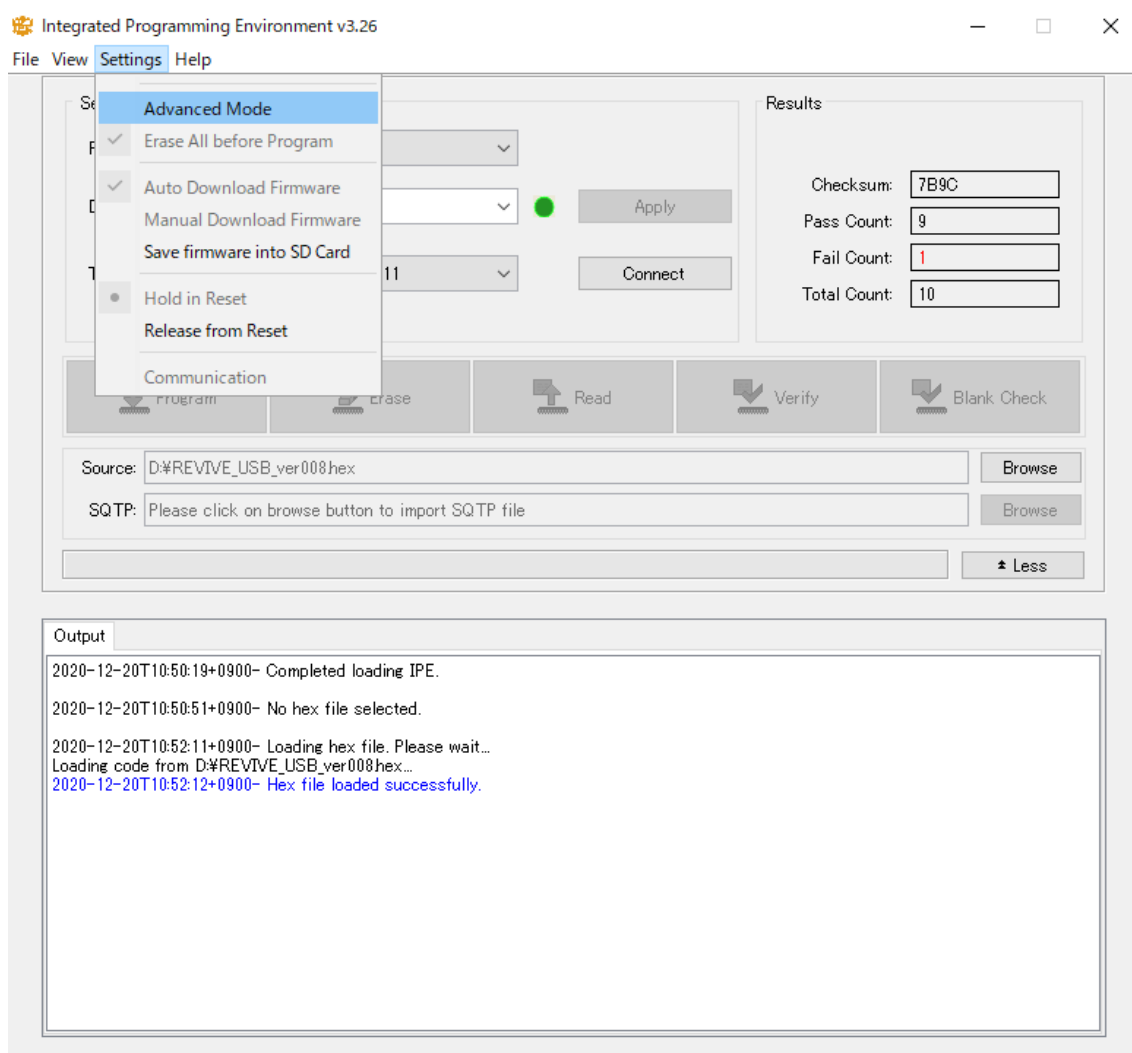 Integrated Programming Environment v3.26
File View Settings Help
Advanced Mode
Erase All before Program
Auto Download Firmware
Manual Download Firmware
Save firmware into SD Card
Hold in Reset
Release from Reset
Communication
11
Apply
Connect
Results
Checksum: 7B9C
Pass Count: 9
Fail Count: 1
Total Count: 10
Program Erase Read Verify Blank Check
Source: D:¥REVIVE_USB_ver008.hex Browse
SQTP: Please click on browse button to import SQTP file Browse
Less
Output
2020-12-20T10:50:19+0900- Completed loading IPE.
2020-12-20T10:50:51+0900- No hex file selected.
2020-12-20T10:52:11+0900- Loading hex file. Please wait...
Loading code from D:¥REVIVE_USB_ver008.hex...
2020-12-20T10:52:12+0900- Hex file loaded successfully.